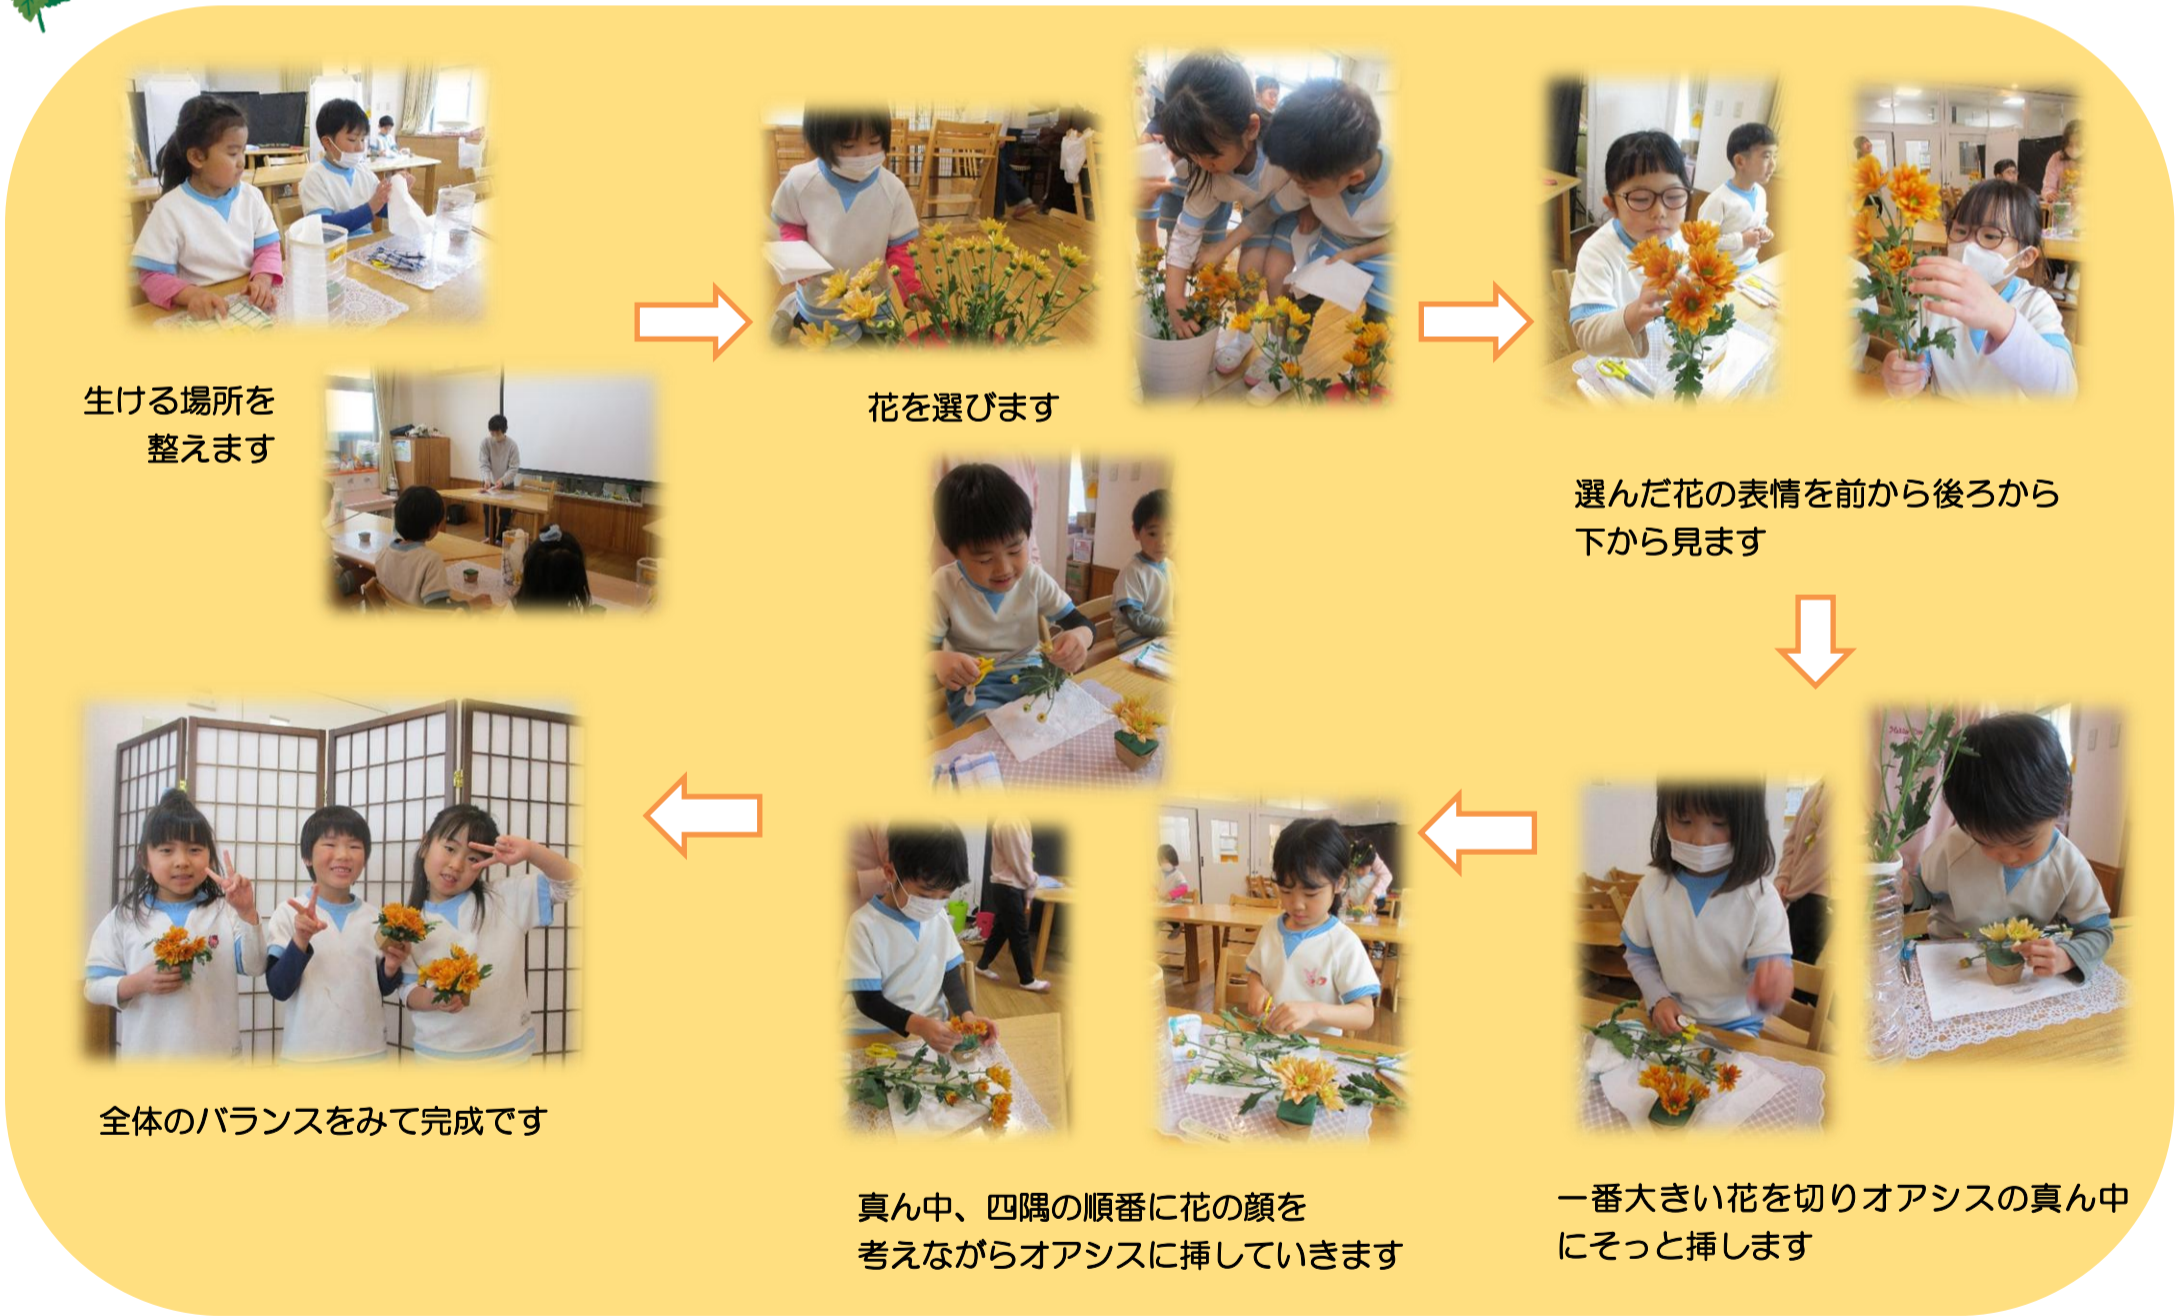 生ける場所を
整えます
花を選びます
選んだ花の表情を前から後ろから
下から見ます
一番大きい花を切りオアシスの真ん中
にそっと挿します
真ん中、四隅の順番に花の顔を
考えながらオアシスに挿していきます
全体のバランスをみて完成です